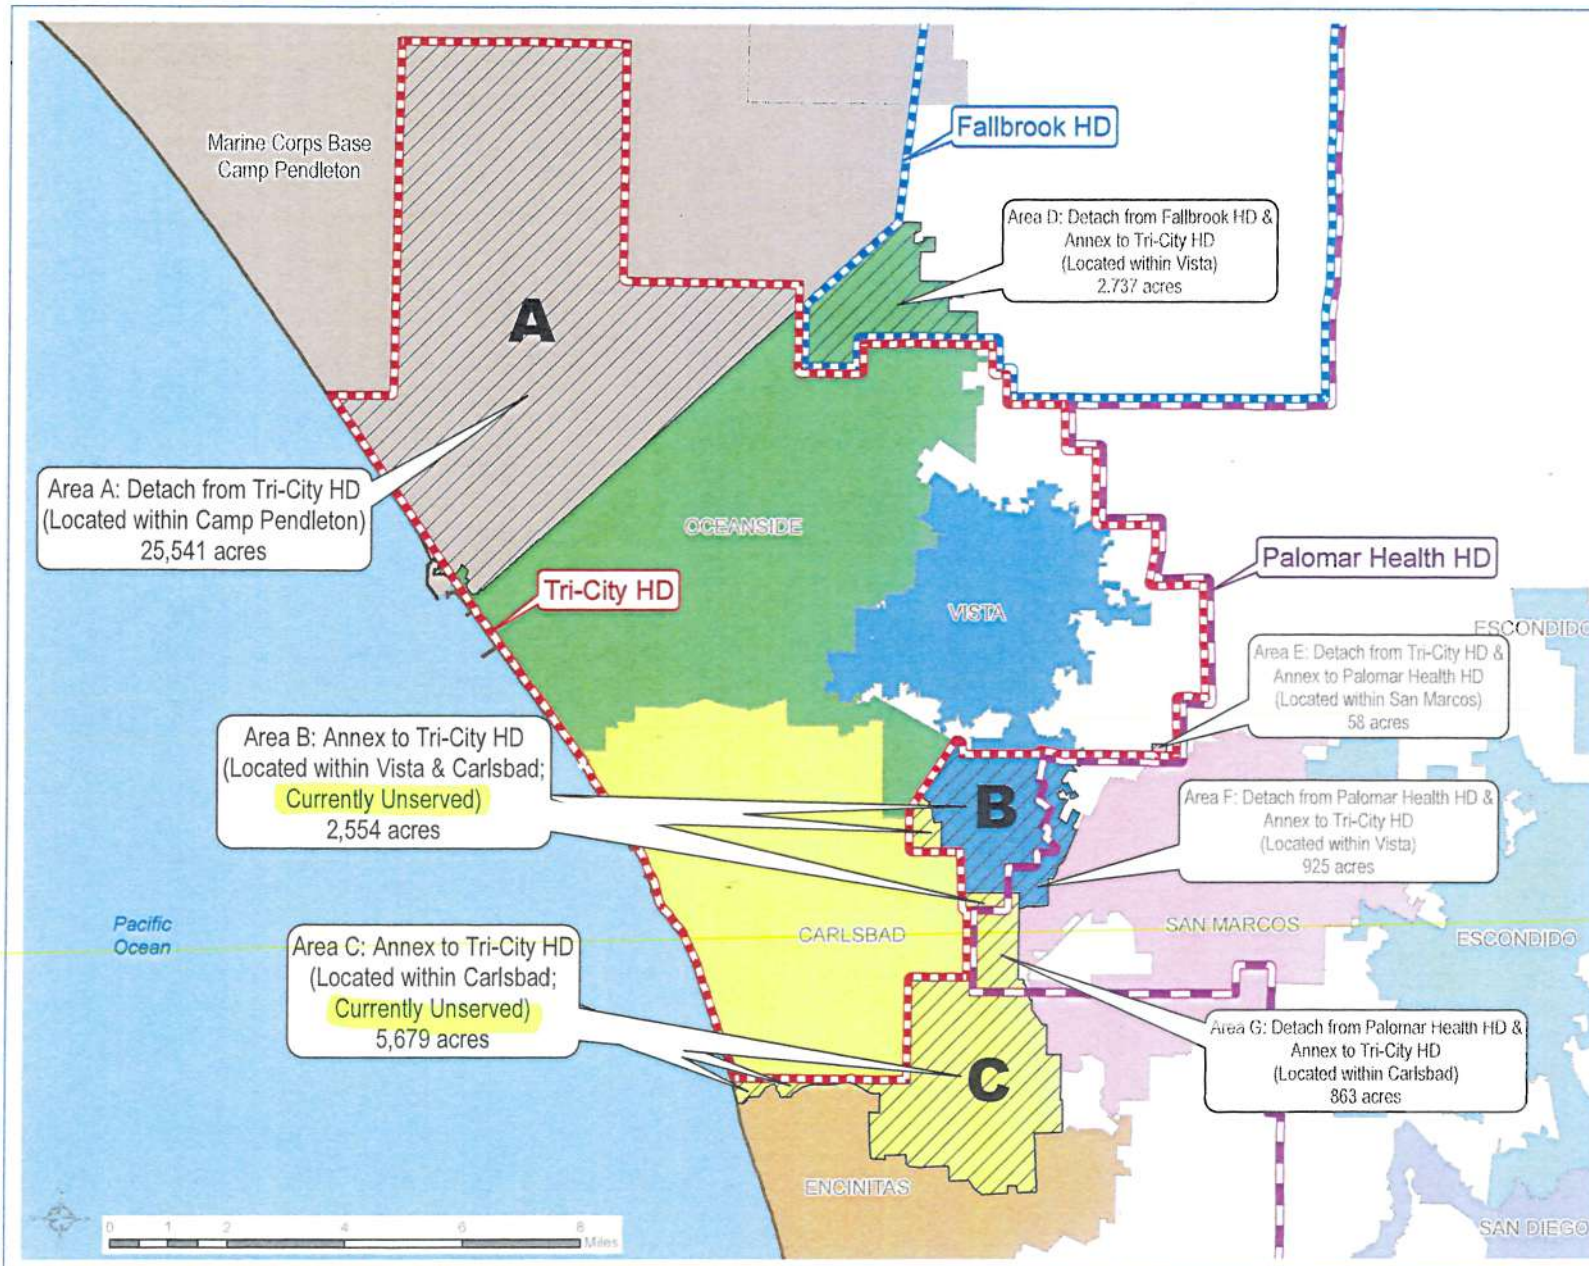 Marine Corps Base
Camp Pendleton
Fallbrook HD
Area D: Detach from Fallbrook HD &
Annex to Tri-City HD
(Located within Vista)
2.737 acres
A
Area A: Detach from Tri-City HD
(Located within Camp Pendleton)
25,541 acres
OCEANSIDE
Tri-City HD
VISTA
Palomar Health HD
ESCONDIDO
Area E: Detach from Tri-City HD &
Annex to Palomar Health HD
(Located within San Marcos)
58 acres
Area B: Annex to Tri-City HD
(Located within Vista & Carlsbad;
Currently Unserved)
2,554 acres
B
Area F: Detach from Palomar Health HD &
Annex to Tri-City HD
(Located within Vista)
925 acres
Pacific
Ocean
CARLSBAD
SAN MARCOS
ESCONDIDO
Area C: Annex to Tri-City HD
(Located within Carlsbad;
Currently Unserved)
5,679 acres
C
Area G: Detach from Palomar Health HD &
Annex to Tri-City HD
(Located within Carlsbad)
863 acres
ENCINITAS
SAN DIEGO
0 1 2 4 6 8
Miles